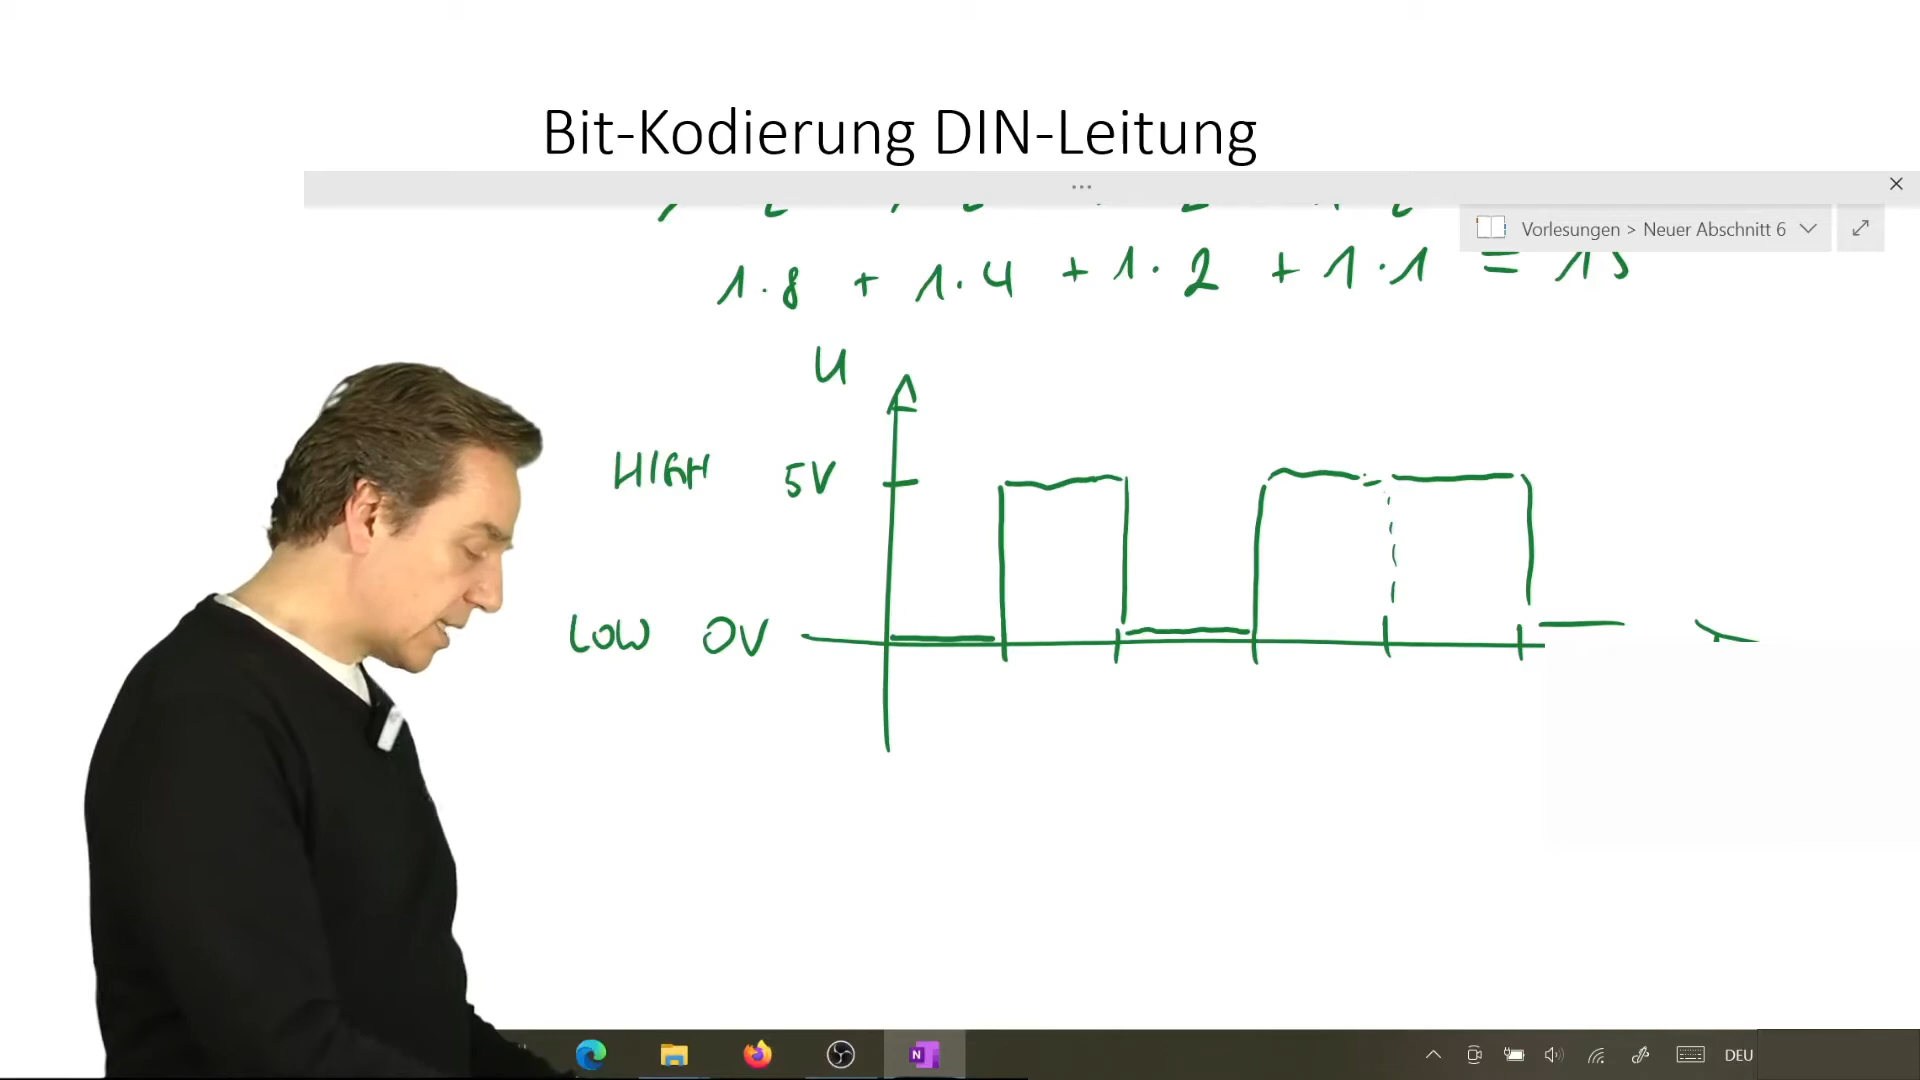 Bit-Kodierung DIN-Leitung
Vorlesungen > Neuer Abschnitt 6
1·8 + 1·4 + 1·2 + 1·1 = 15
U
HIGH 5V
LOW 0V
DEU